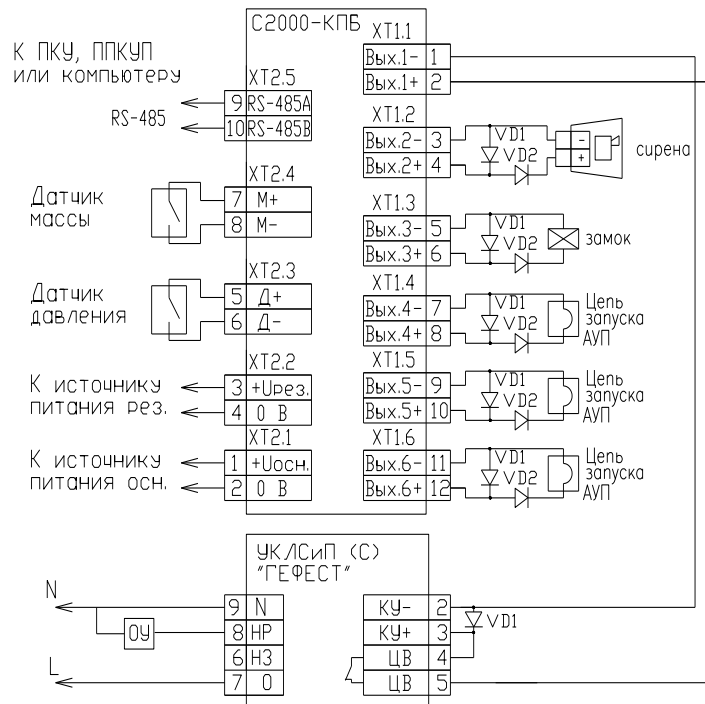 С2000-КПБ
К ПКУ, ППКУП
или компьютеру
RS-485
XT2.5
9 RS-485A
10 RS-485B
XT2.4
Датчик
массы
7 М+
8 М-
XT2.3
Датчик
давления
5 Д+
6 Д-
XT2.2
К источнику
питания рез.
3 +Uрез.
4 0 В
XT2.1
К источнику
питания осн.
1 +Uосн.
2 0 В
XT1.1
Вых.1- 1
Вых.1+ 2
XT1.2
Вых.2- 3
Вых.2+ 4
VD1
VD2
- 
+
сирена
XT1.3
Вых.3- 5
Вых.3+ 6
VD1
VD2
замок
XT1.4
Вых.4- 7
Вых.4+ 8
VD1
VD2
Цепь
запуска
АУП
XT1.5
Вых.5- 9
Вых.5+ 10
VD1
VD2
Цепь
запуска
АУП
XT1.6
Вых.6- 11
Вых.6+ 12
VD1
VD2
Цепь
запуска
АУП
УКЛСиП (С)
"ГЕФЕСТ"
N
ОУ
L
9 N
8 НР
6 НЗ
7 О
КУ- 2
КУ+ 3
ЦВ 4
ЦВ 5
VD1